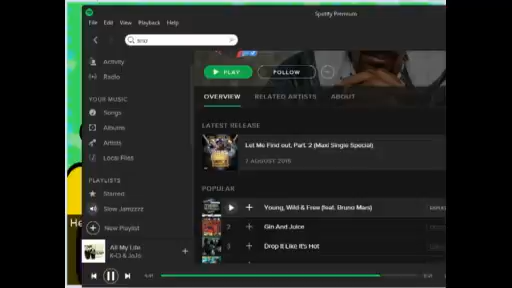 Spotify Premium
File Edit View Playback Help
Activity
Radio
PLAY
FOLLOW
YOUR MUSIC
OVERVIEW RELATED ARTISTS ABOUT
Songs
Albums
LATEST RELEASE
Artists
Let Me Find out, Part. 2 (Maxi Single Special)
Local Files
7 AUGUST 2015
PLAYLISTS
POPULAR
Starred
Slow Jamzzzz
Young, Wild & Free (feat. Bruno Mars)
He
New Playlist
2 Gin And Juice
All My Life
K-Ci & JoJo
3 Drop It Like It's Hot